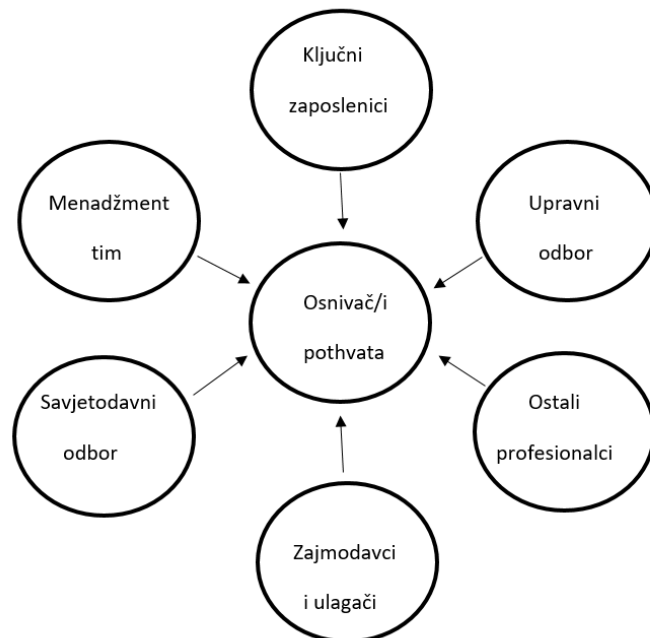 Ključni
zaposlenici
Menadžment
tim
Upravni
odbor
Osnivač/i
pothvata
Savjetodavni
odbor
Ostali
profesionalci
Zajmodavci
i ulagači